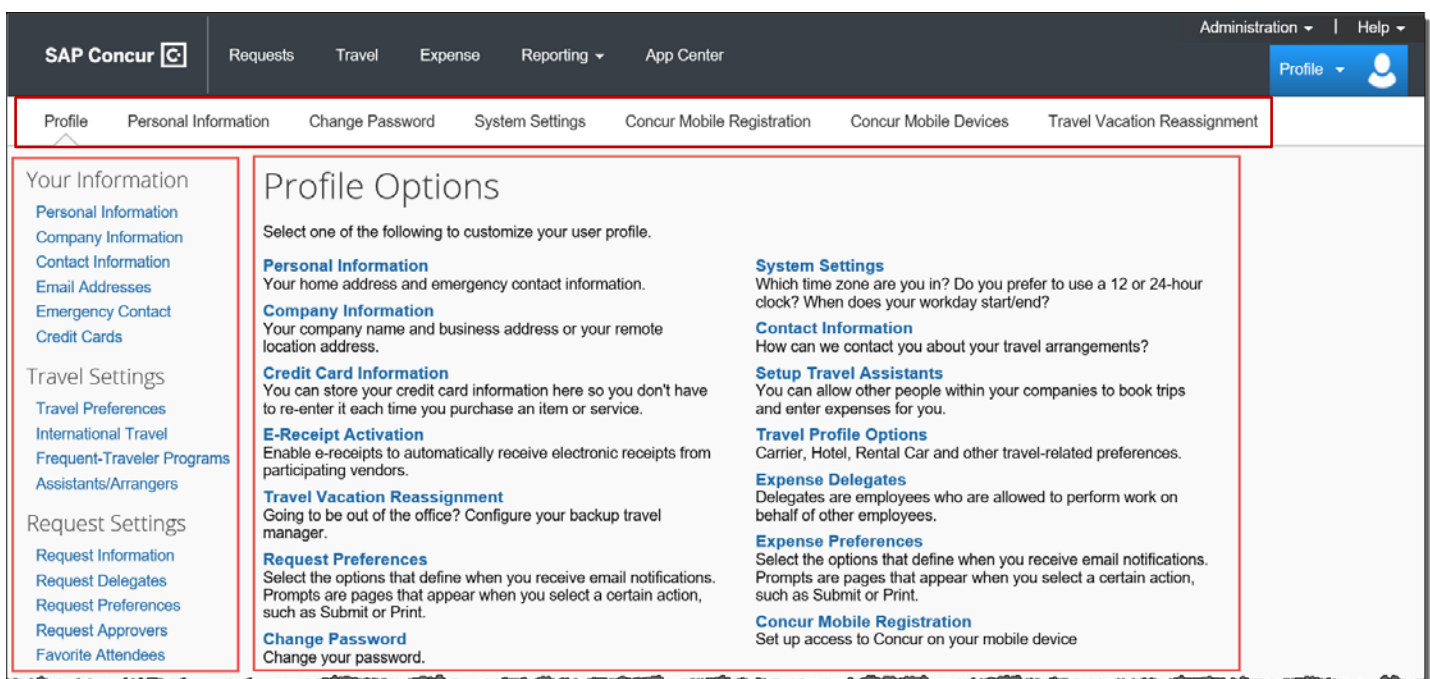 Administration | Help
SAP Concur C Requests Travel Expense Reporting App Center
Profile
Profile Personal Information Change Password System Settings Concur Mobile Registration Concur Mobile Devices Travel Vacation Reassignment
Your Information
Personal Information
Company Information
Contact Information
Email Addresses
Emergency Contact
Credit Cards
Travel Settings
Travel Preferences
International Travel
Frequent-Traveler Programs
Assistants/Arrangers
Request Settings
Request Information
Request Delegates
Request Preferences
Request Approvers
Favorite Attendees
Profile Options
Select one of the following to customize your user profile.
Personal Information
Your home address and emergency contact information.
Company Information
Your company name and business address or your remote
location address.
Credit Card Information
You can store your credit card information here so you don't have
to re-enter it each time you purchase an item or service.
E-Receipt Activation
Enable e-receipts to automatically receive electronic receipts from
participating vendors.
Travel Vacation Reassignment
Going to be out of the office? Configure your backup travel
manager.
Request Preferences
Select the options that define when you receive email notifications.
Prompts are pages that appear when you select a certain action,
such as Submit or Print.
Change Password
Change your password.
System Settings
Which time zone are you in? Do you prefer to use a 12 or 24-hour
clock? When does your workday start/end?
Contact Information
How can we contact you about your travel arrangements?
Setup Travel Assistants
You can allow other people within your companies to book trips
and enter expenses for you.
Travel Profile Options
Carrier, Hotel, Rental Car and other travel-related preferences.
Expense Delegates
Delegates are employees who are allowed to perform work on
behalf of other employees.
Expense Preferences
Select the options that define when you receive email notifications.
Prompts are pages that appear when you select a certain action,
such as Submit or Print.
Concur Mobile Registration
Set up access to Concur on your mobile device